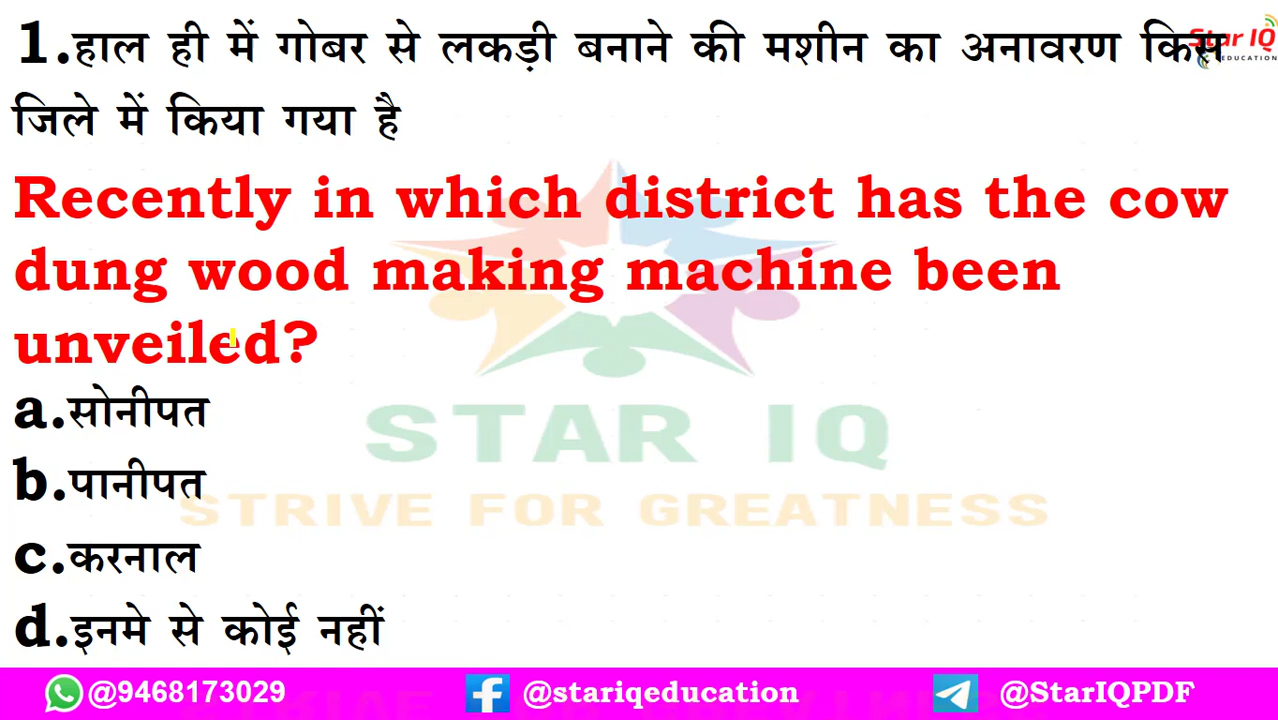 1.हाल ही में गोबर से लकड़ी बनाने की मशीन का अनावरण किस
Star IQ
EDUCATION
जिले में किया गया है
Recently in which district has the cow
dung wood making machine been
unveiled?
a.सोनीपत
STAR IQ
b.पानीपत
STRIVE FOR GREATNESS
c.करनाल
d.इनमे से कोई नहीं
@9468173029 @stariqeducation @StarIQPDF